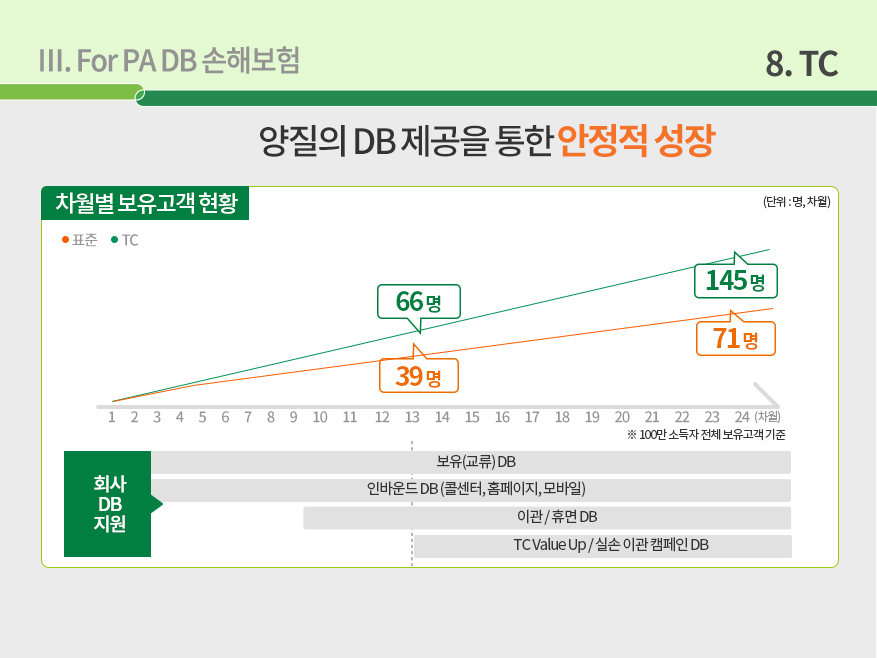 III. For PA DB 손해보험
8. TC
양질의 DB 제공을 통한 안정적 성장
차월별 보유고객 현황
(단위 : 명, 차월)
표준 TC
145 명
66 명
71 명
39 명
1 2 3 4 5 6 7 8 9 10 11 12 13 14 15 16 17 18 19 20 21 22 23 24 (차월)
※ 100만 소득자 전체 보유고객 기준
회사
DB
지원
보유(교류) DB
인바운드 DB (콜센터, 홈페이지, 모바일)
이관 / 휴면 DB
TC Value Up / 실손 이관 캠페인 DB